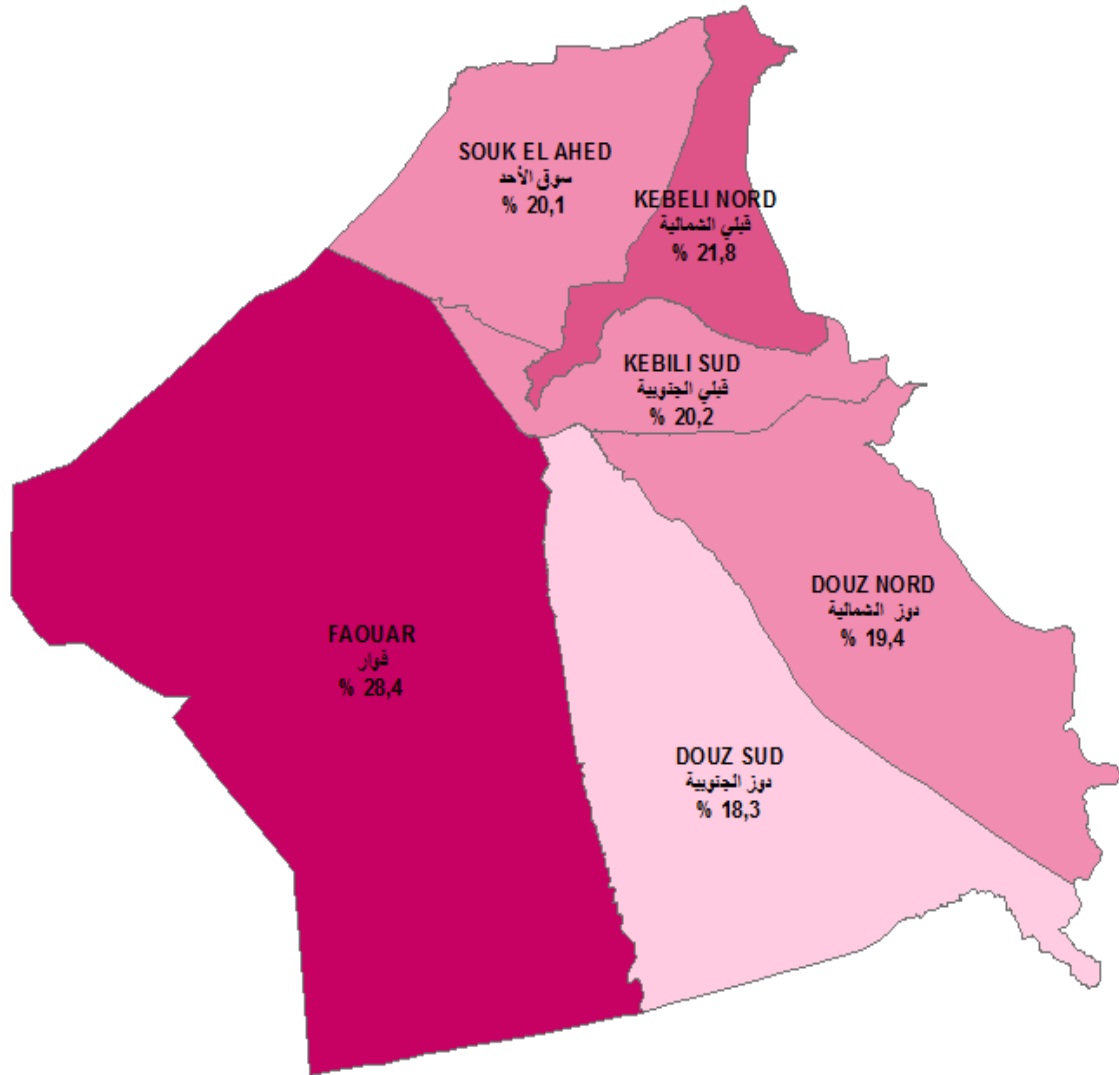 SOUK EL AHED
سوق الأحد
% 20,1
KEBELI NORD
قبلي الشمالية
% 21,8
KEBILI SUD
قبلي الجنوبية
% 20,2
DOUZ NORD
دوز الشمالية
% 19,4
FAOUAR
فوار
% 28,4
DOUZ SUD
دوز الجنوبية
% 18,3